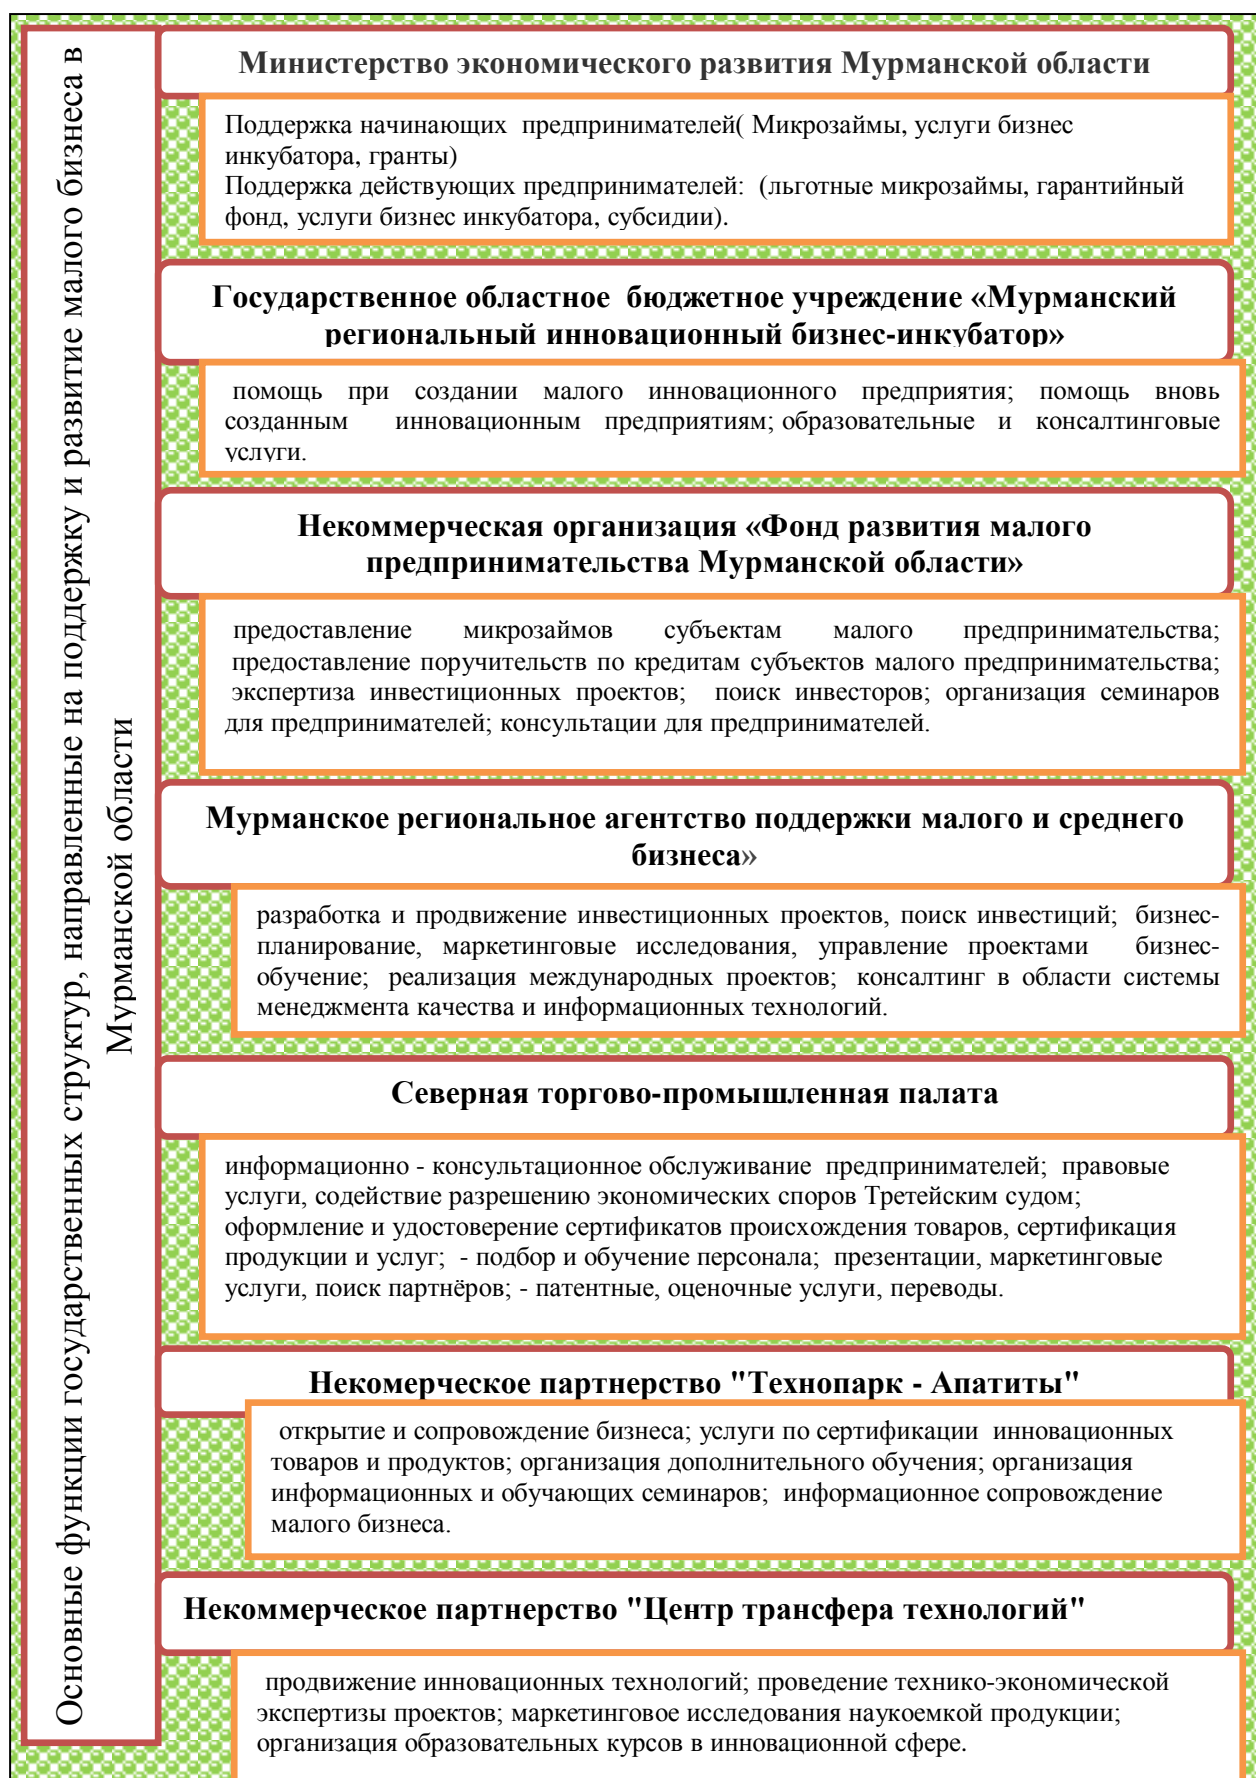 Основные функции государственных структур, направленные на поддержку и развитие малого бизнеса в
Мурманской области
Министерство экономического развития Мурманской области
Поддержка начинающих предпринимателей( Микрозаймы, услуги бизнес
инкубатора, гранты)
Поддержка действующих предпринимателей: (льготные микрозаймы, гарантийный
фонд, услуги бизнес инкубатора, субсидии).
Государственное областное бюджетное учреждение «Мурманский
региональный инновационный бизнес-инкубатор»
помощь при создании малого инновационного предприятия; помощь вновь
созданным инновационным предприятиям; образовательные и консалтинговые
услуги.
Некоммерческая организация «Фонд развития малого
предпринимательства Мурманской области»
предоставление микрозаймов субъектам малого предпринимательства;
предоставление поручительств по кредитам субъектов малого предпринимательства;
экспертиза инвестиционных проектов; поиск инвесторов; организация семинаров
для предпринимателей; консультации для предпринимателей.
Мурманское региональное агентство поддержки малого и среднего
бизнеса»
разработка и продвижение инвестиционных проектов, поиск инвестиций; бизнес-
планирование, маркетинговые исследования, управление проектами бизнес-
обучение; реализация международных проектов; консалтинг в области системы
менеджмента качества и информационных технологий.
Северная торгово-промышленная палата
информационно - консультационное обслуживание предпринимателей; правовые
услуги, содействие разрешению экономических споров Третейским судом;
оформление и удостоверение сертификатов происхождения товаров, сертификация
продукции и услуг; - подбор и обучение персонала; презентации, маркетинговые
услуги, поиск партнёров; - патентные, оценочные услуги, переводы.
Некомерческое партнерство "Технопарк - Апатиты"
открытие и сопровождение бизнеса; услуги по сертификации инновационных
товаров и продуктов; организация дополнительного обучения; организация
информационных и обучающих семинаров; информационное сопровождение
малого бизнеса.
Некоммерческое партнерство "Центр трансфера технологий"
продвижение инновационных технологий; проведение технико-экономической
экспертизы проектов; маркетинговое исследования наукоемкой продукции;
организация образовательных курсов в инновационной сфере.